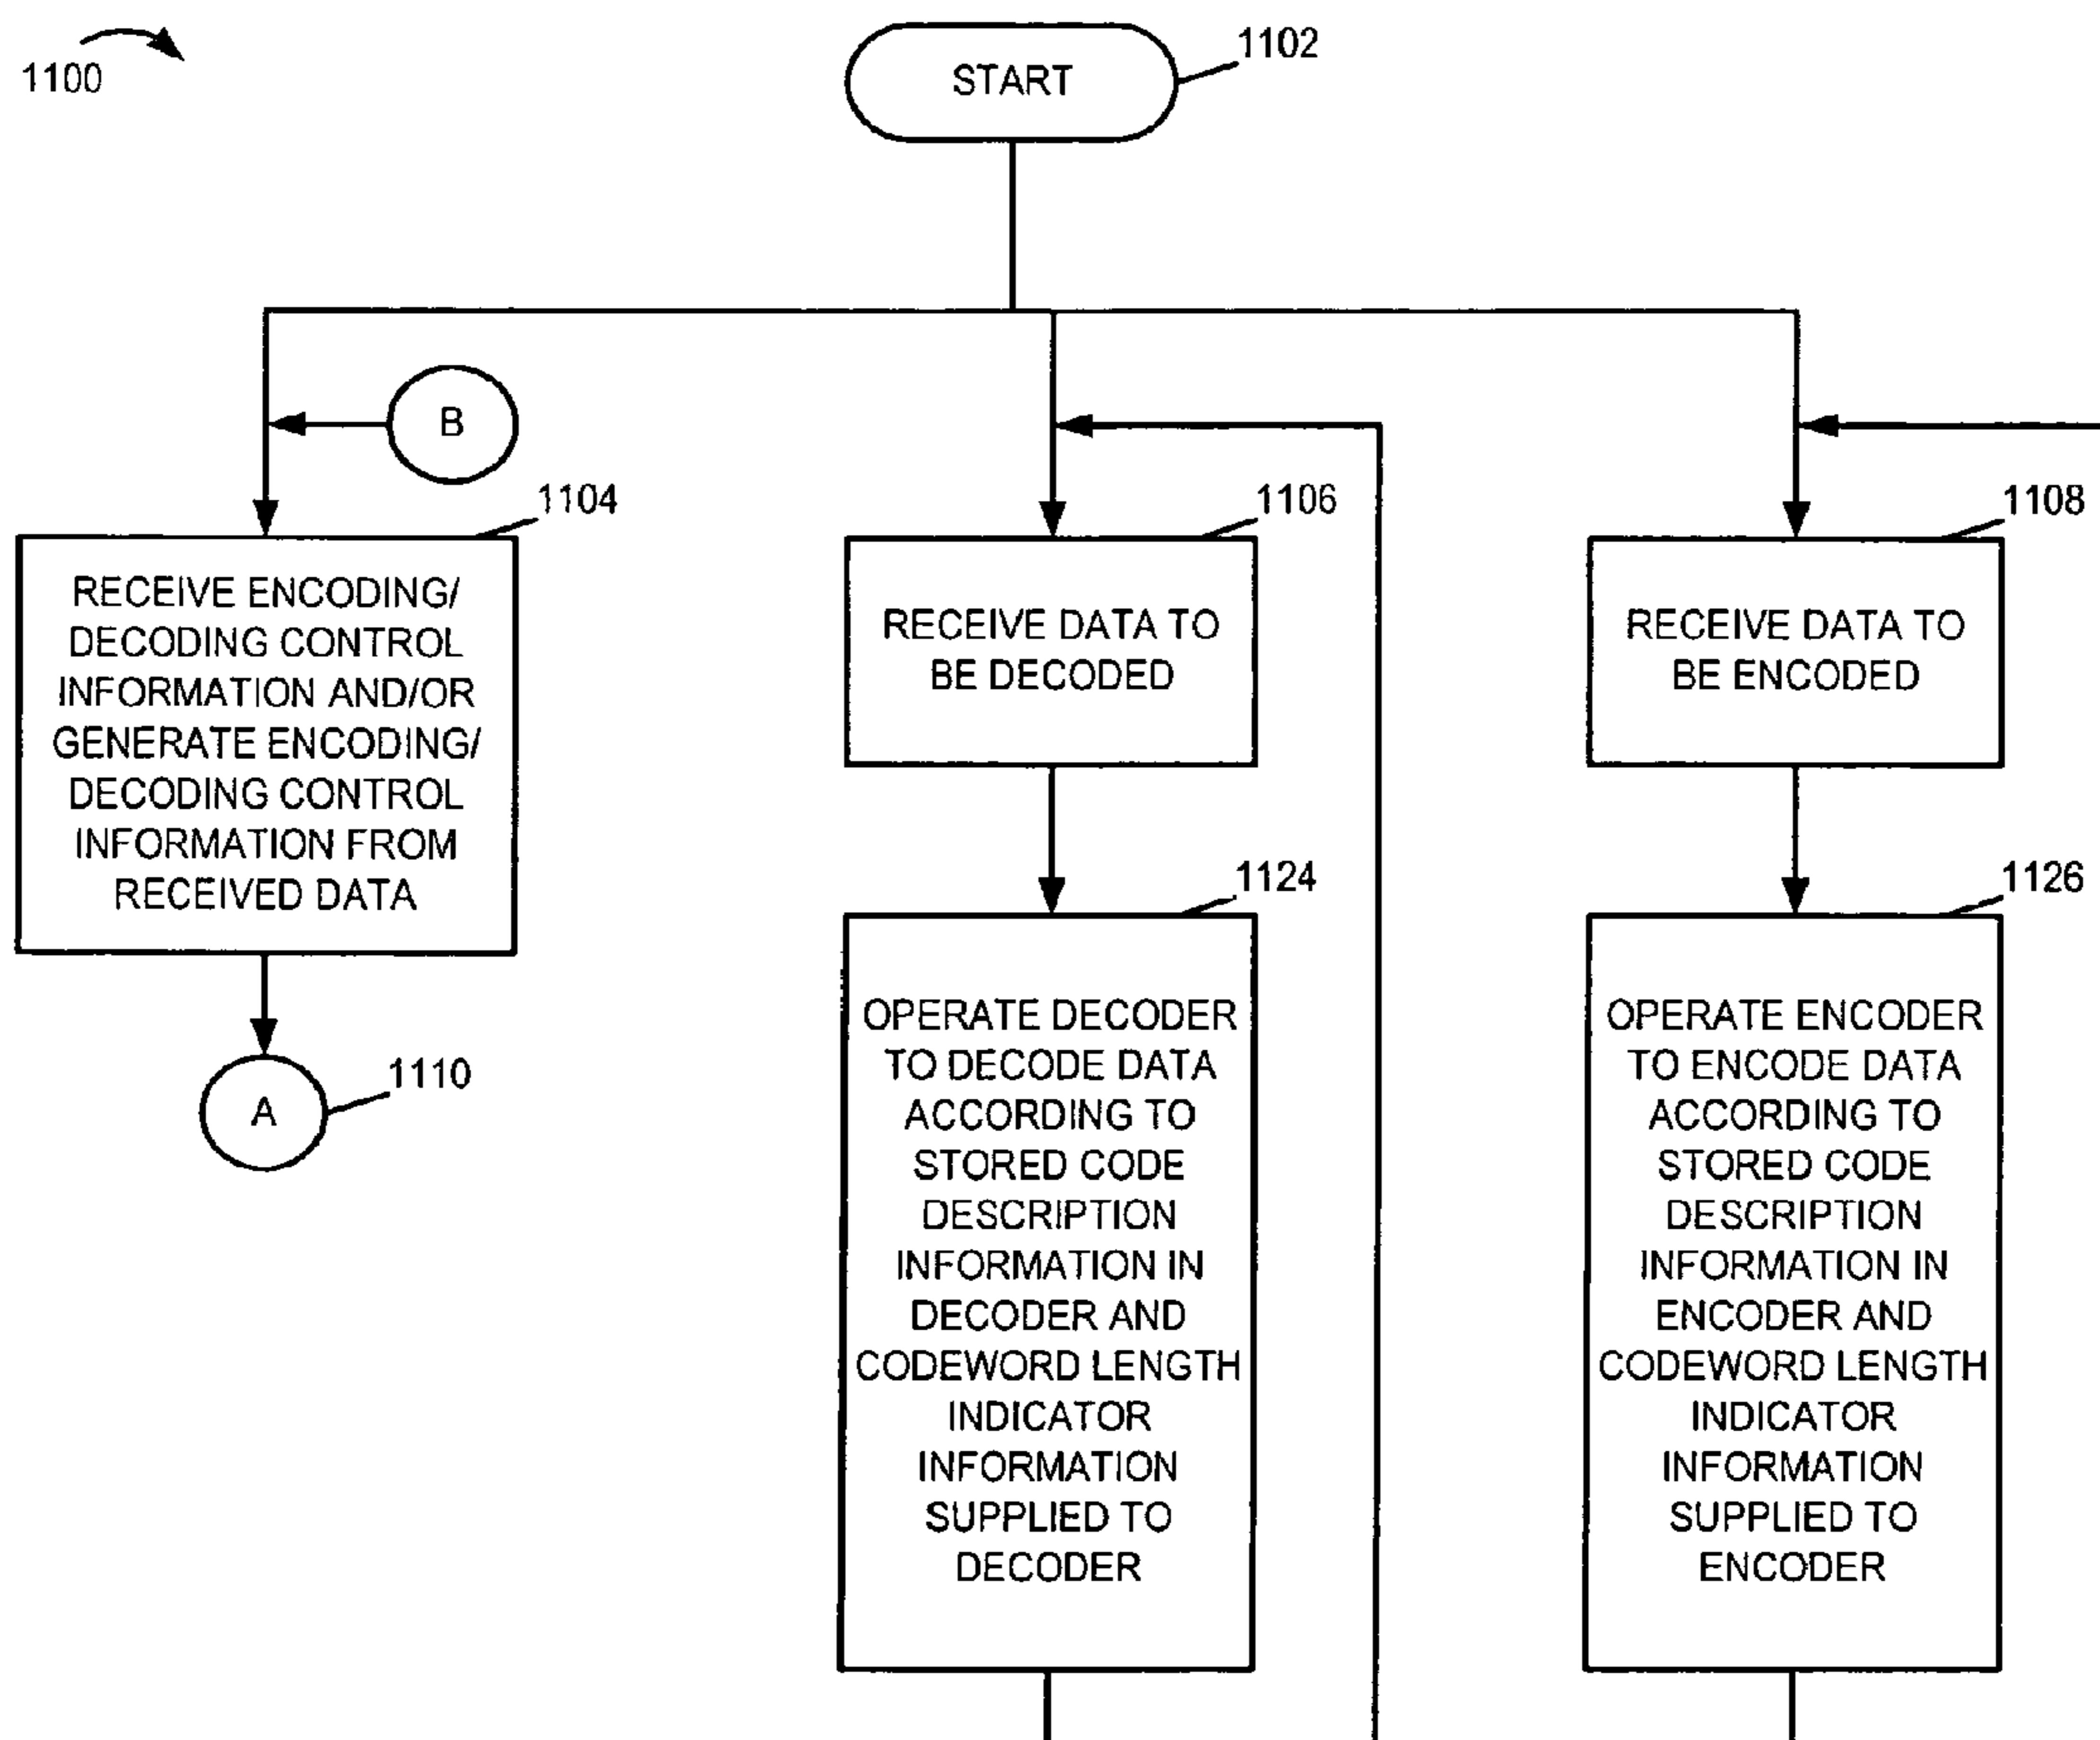 1100
START
1102
B
1104
1106
1108
RECEIVE ENCODING/
DECODING CONTROL
INFORMATION AND/OR
GENERATE ENCODING/
DECODING CONTROL
INFORMATION FROM
RECEIVED DATA
RECEIVE DATA TO
BE DECODED
RECEIVE DATA TO
BE ENCODED
1110
A
1124
OPERATE DECODER
TO DECODE DATA
ACCORDING TO
STORED CODE
DESCRIPTION
INFORMATION IN
DECODER AND
CODEWORD LENGTH
INDICATOR
INFORMATION
SUPPLIED TO
DECODER
1126
OPERATE ENCODER
TO ENCODE DATA
ACCORDING TO
STORED CODE
DESCRIPTION
INFORMATION IN
ENCODER AND
CODEWORD LENGTH
INDICATOR
INFORMATION
SUPPLIED TO
ENCODER